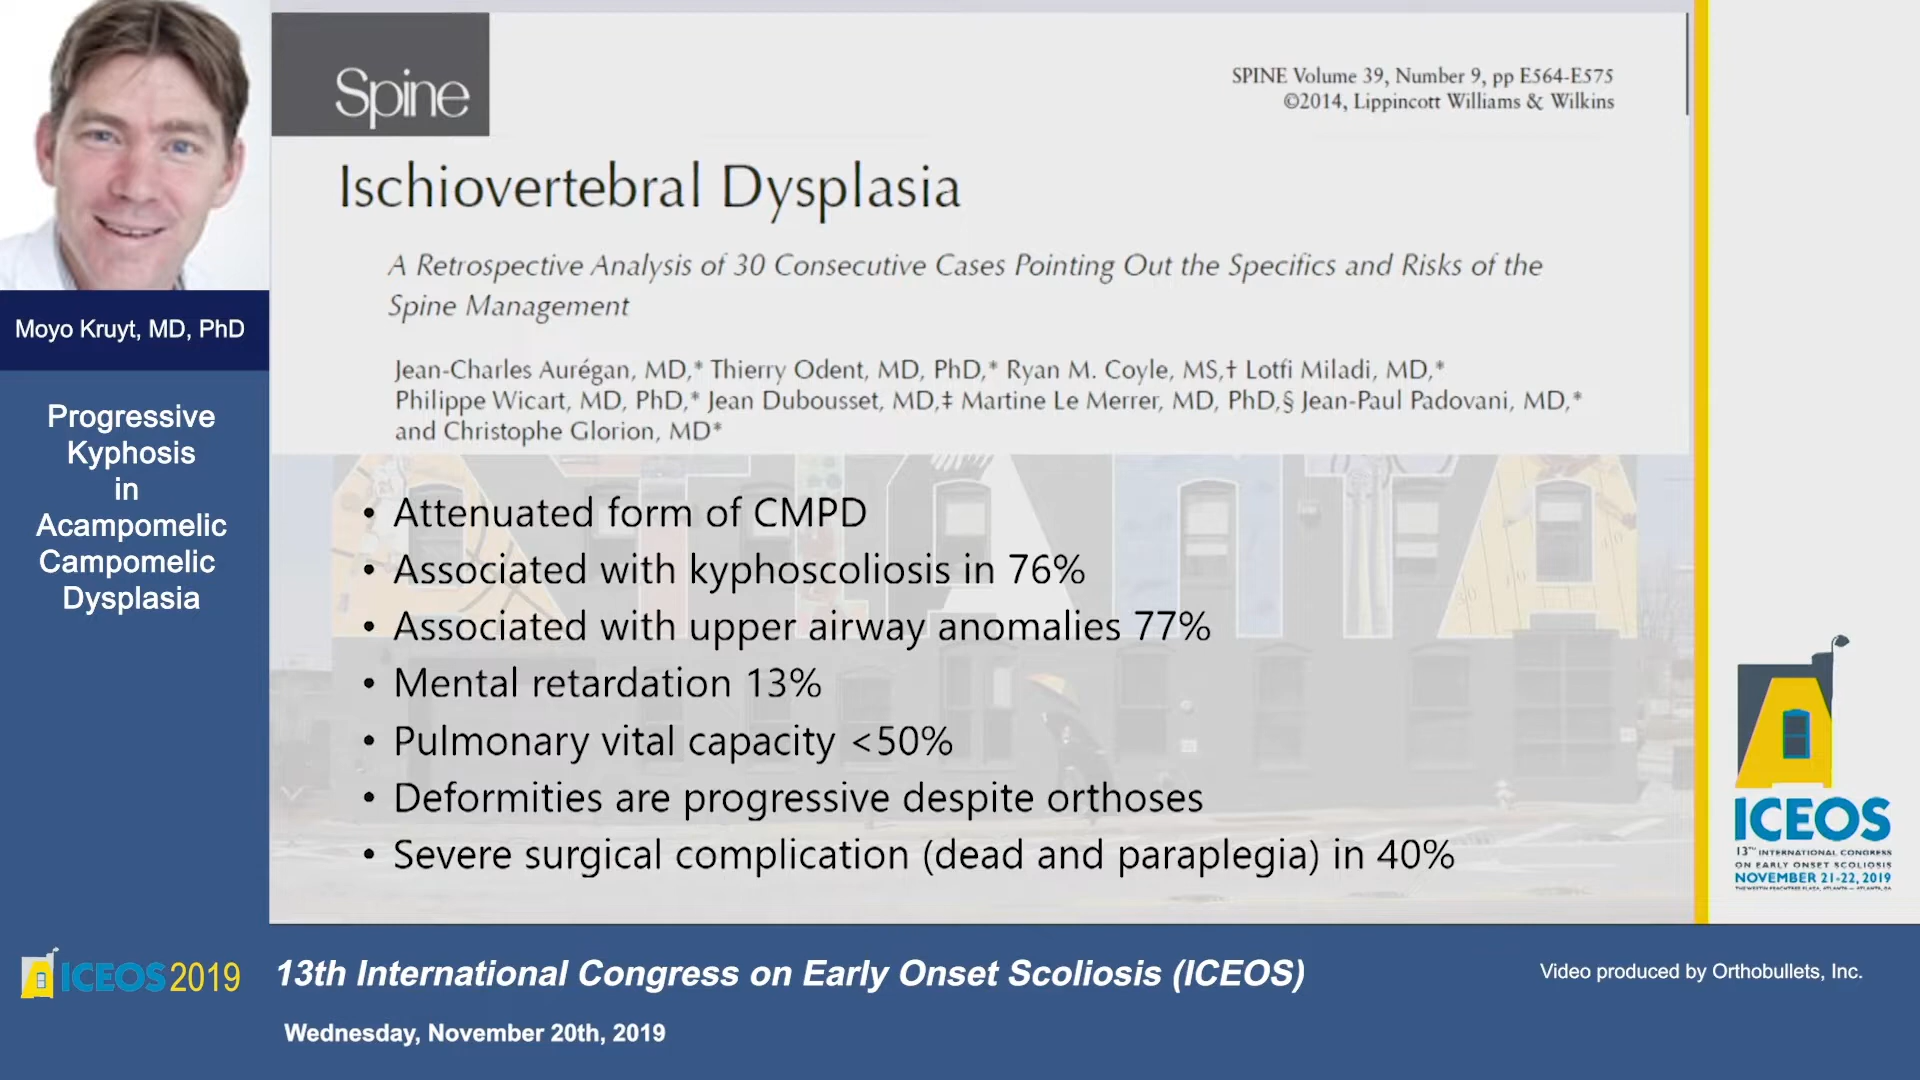 Spine
SPINE Volume 39, Number 9, pp E564-E575
©2014, Lippincott Williams & Wilkins
Ischiovertebral Dysplasia
A Retrospective Analysis of 30 Consecutive Cases Pointing Out the Specifics and Risks of the
Spine Management
Jean-Charles Aurégan, MD,* Thierry Odent, MD, PhD,* Ryan M. Coyle, MS,† Lotfi Miladi, MD,*
Philippe Wicart, MD, PhD,* Jean Dubousset, MD,‡ Martine Le Merrer, MD, PhD,§ Jean-Paul Padovani, MD,*
and Christophe Glorion, MD*
• Attenuated form of CMPD
• Associated with kyphoscoliosis in 76%
• Associated with upper airway anomalies 77%
• Mental retardation 13%
• Pulmonary vital capacity <50%
• Deformities are progressive despite orthoses
• Severe surgical complication (dead and paraplegia) in 40%
Moyo Kruyt, MD, PhD
Progressive
Kyphosis
in
Acampomelic
Campomelic
Dysplasia
ICEOS
13TH INTERNATIONAL CONGRESS
ON EARLY ONSET SCOLIOSIS
NOVEMBER 21-22, 2019
ICEOS 2019
13th International Congress on Early Onset Scoliosis (ICEOS)
Video produced by Orthobullets, Inc.
Wednesday, November 20th, 2019